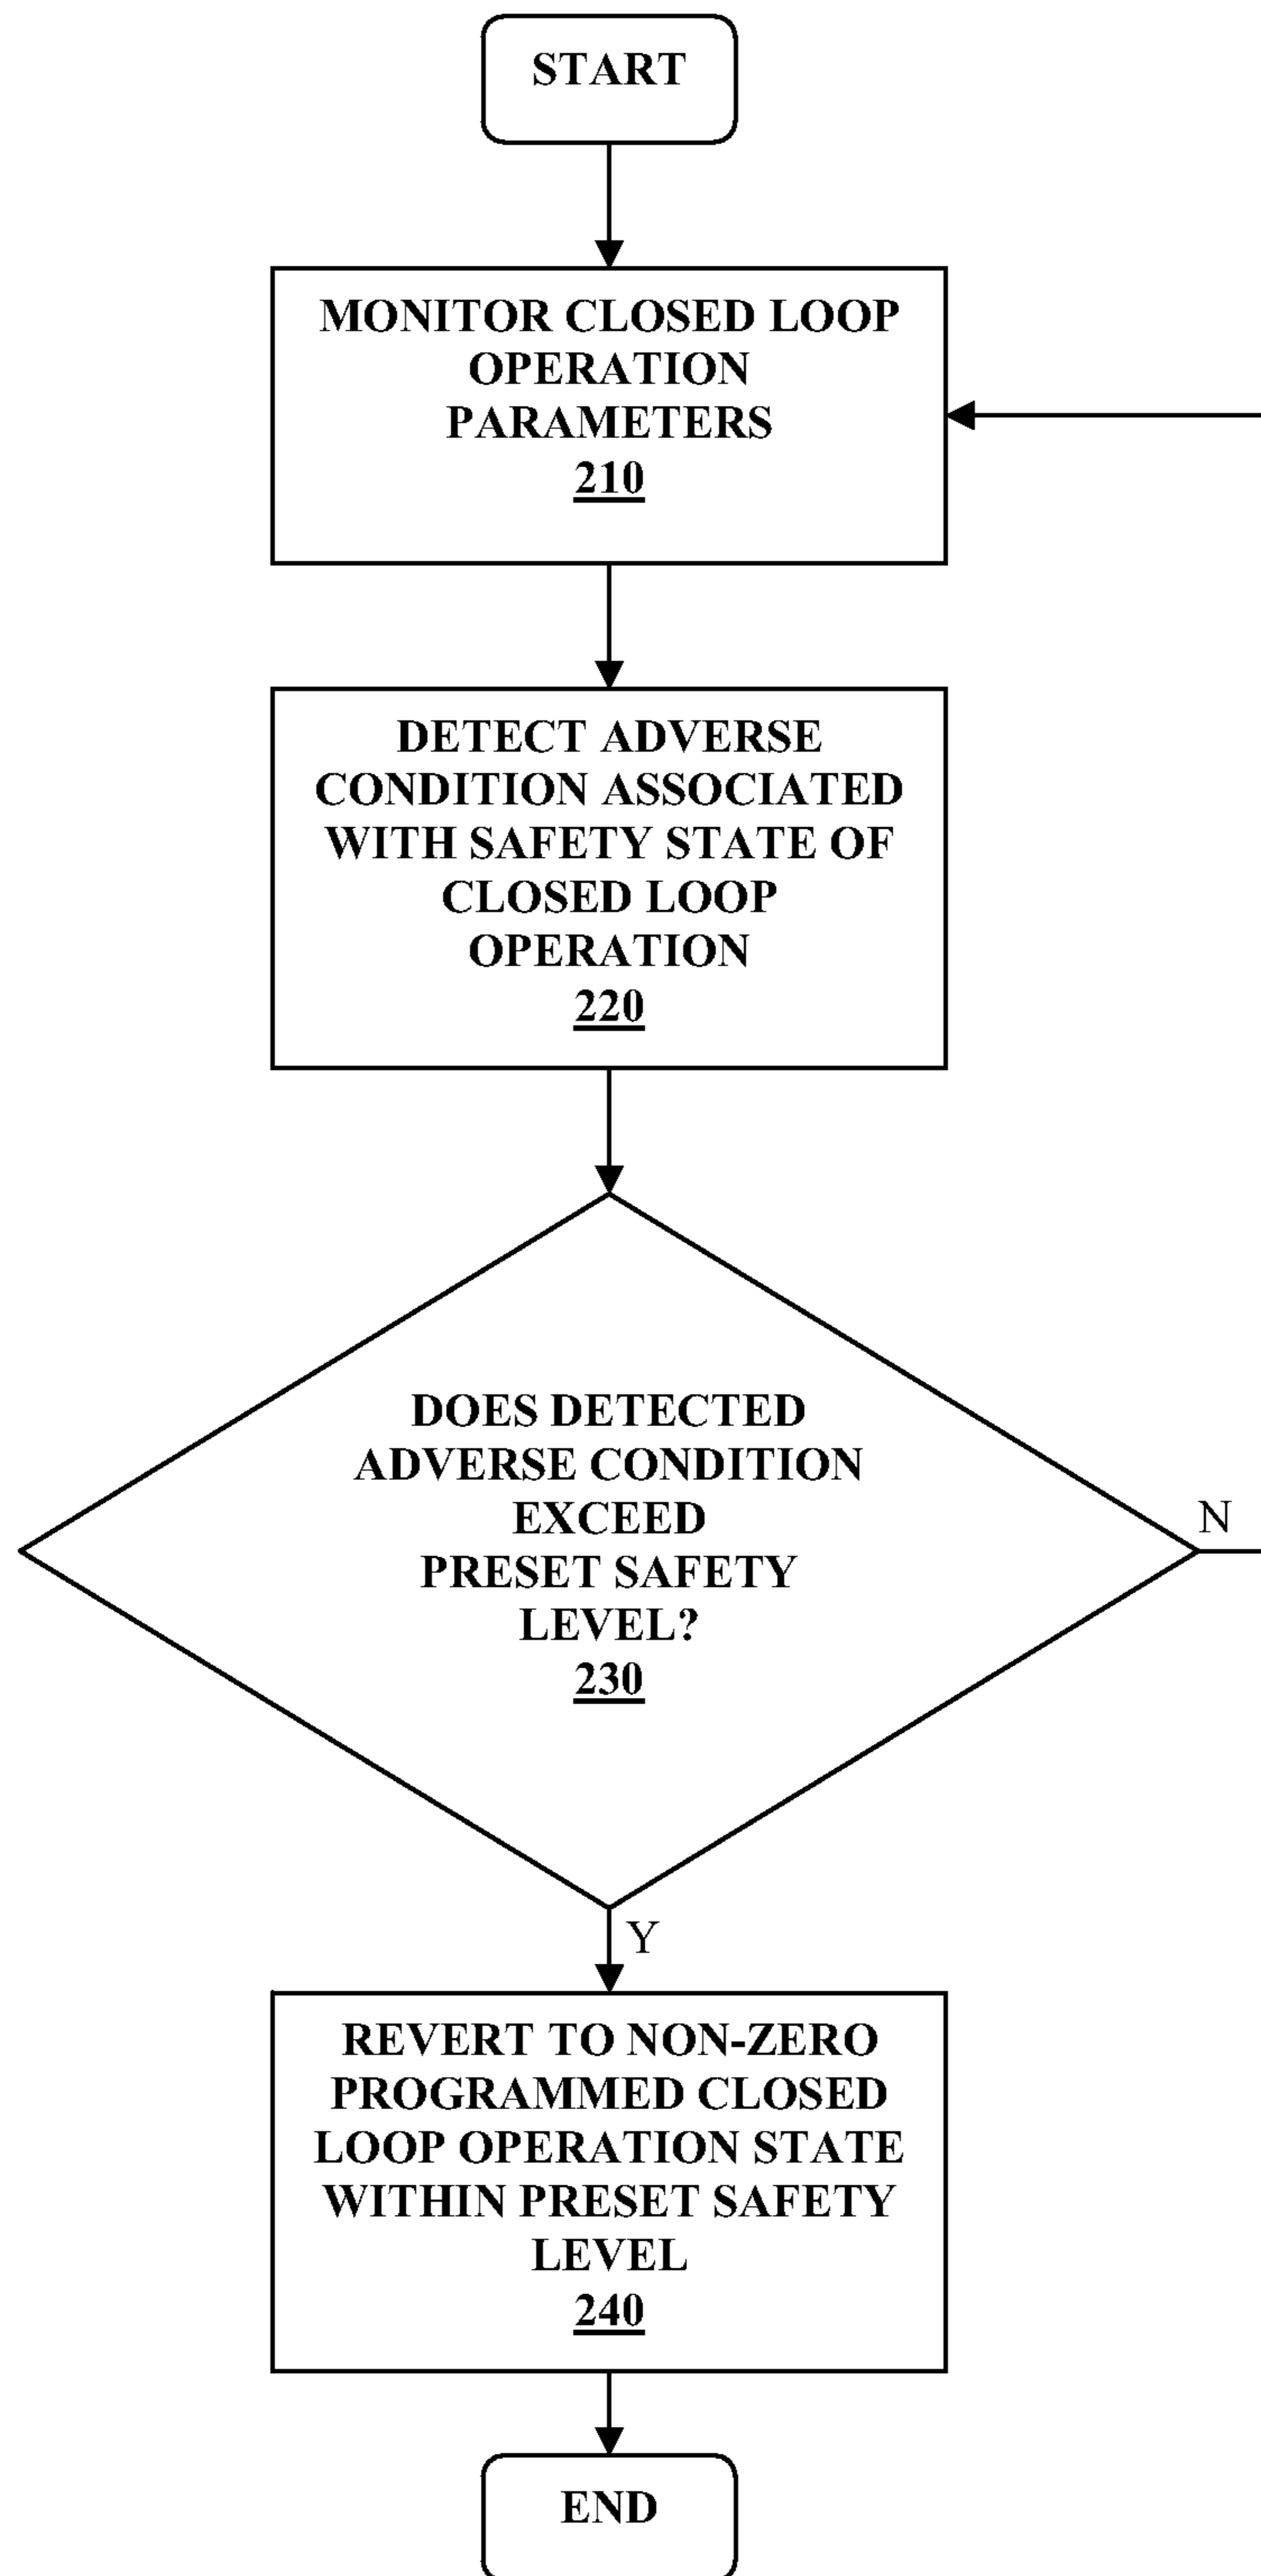 START
MONITOR CLOSED LOOP
OPERATION
PARAMETERS
210
DETECT ADVERSE
CONDITION ASSOCIATED
WITH SAFETY STATE OF
CLOSED LOOP
OPERATION
220
DOES DETECTED
ADVERSE CONDITION
EXCEED
PRESET SAFETY
LEVEL?
230
N
Y
REVERT TO NON-ZERO
PROGRAMMED CLOSED
LOOP OPERATION STATE
WITHIN PRESET SAFETY
LEVEL
240
END